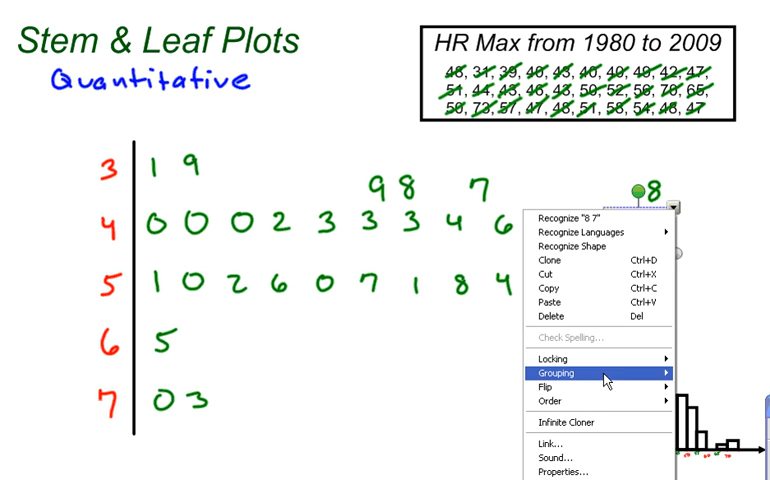 Stem & Leaf Plots
Quantitative
HR Max from 1980 to 2009
48, 31, 39, 40, 43, 40, 40, 49, 42, 47,
51, 44, 43, 46, 43, 50, 52, 56, 70, 65,
50, 73, 57, 47, 48, 51, 58, 54, 48, 47
3 1 9
9 8 7 8
4 0 0 0 2 3 3 3 4 6
5 1 0 2 6 0 7 1 8 4
6 5
7 0 3
Recognize "8 7"
Recognize Languages
Recognize Shape
Clone Ctrl+D
Cut Ctrl+X
Copy Ctrl+C
Paste Ctrl+V
Delete Del
Check Spelling...
Locking
Grouping
Flip
Order
Infinite Cloner
Link...
Sound...
Properties...